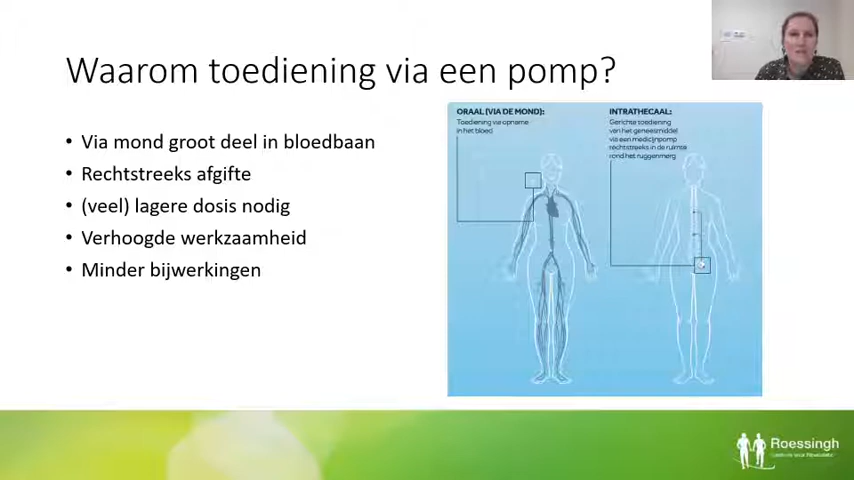 Waarom toediening via een pomp?
• Via mond groot deel in bloedbaan
• Rechtstreeks afgifte
• (veel) lagere dosis nodig
• Verhoogde werkzaamheid
• Minder bijwerkingen
ORAAL (VIA DE MOND):
Toediening via opname
in het bloed
INTRATHECAAL:
Gerichte toediening
van het geneesmiddel
via een medicijnpomp
rechtstreeks in de ruimte
rond het ruggenmerg
Roessingh